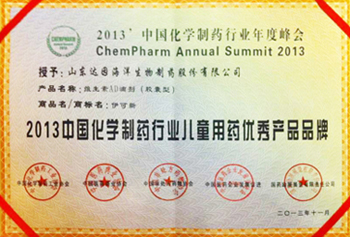 CHEMPHARM
2013’中国化学制药行业年度峰会
ChemPharm Annual Summit 2013
授予：山东达因海洋生物制药股份有限公司
产品名称：维生素AD滴剂（胶囊型）
商品名/商标名：伊可新
2013中国化学制药行业儿童用药优秀产品品牌
二〇一三年十一月